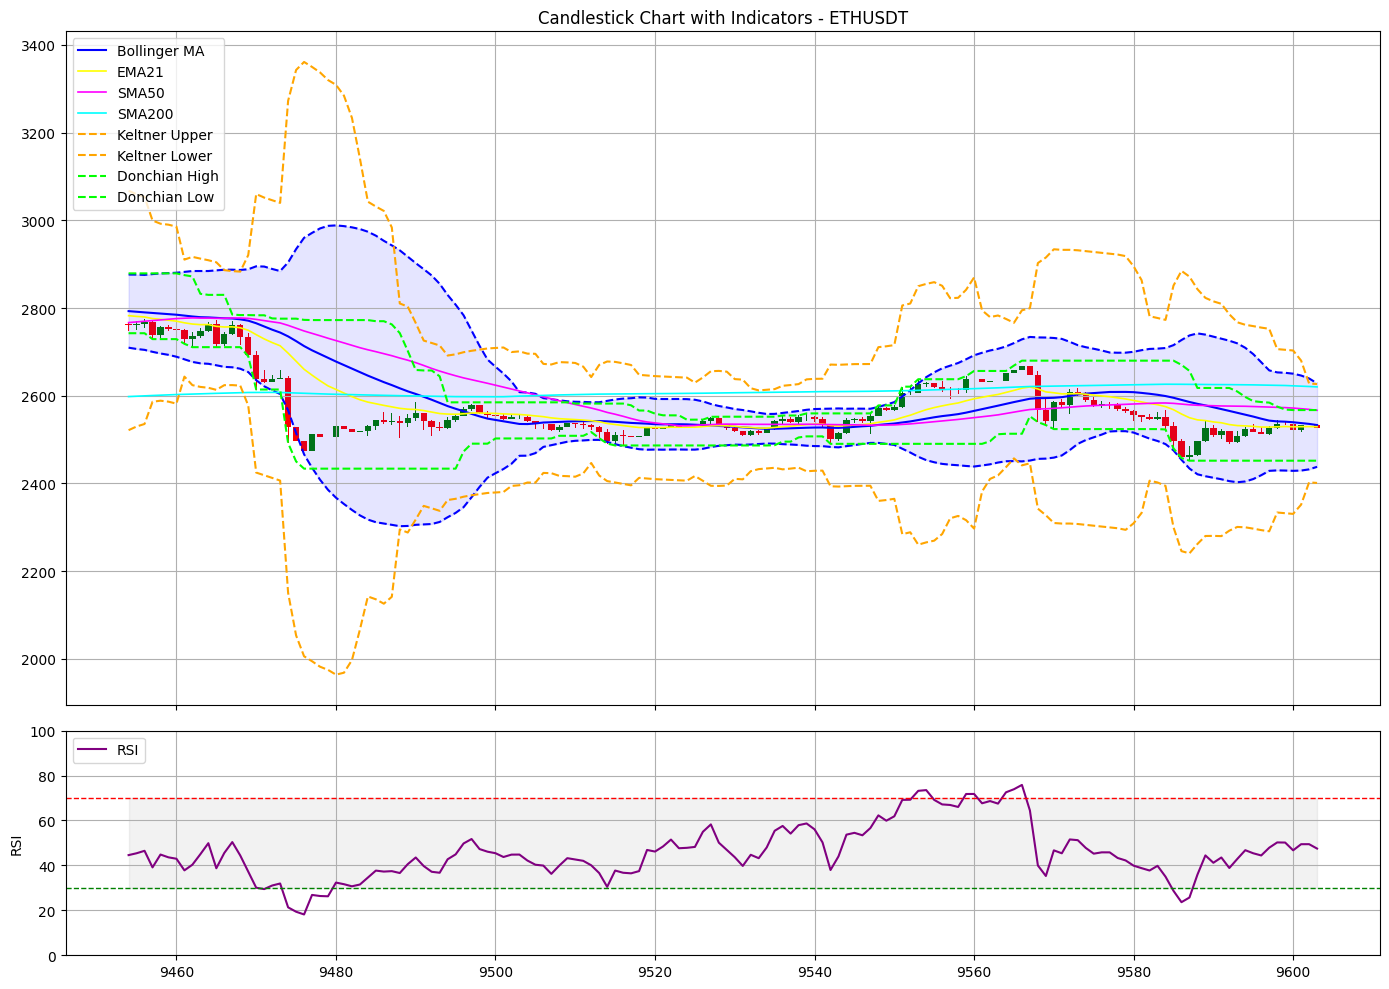 Candlestick Chart with Indicators - ETHUSDT
3400
3200
3000
2800
2600
2400
2200
2000
Bollinger MA
EMA21
SMA50
SMA200
Keltner Upper
Keltner Lower
Donchian High
Donchian Low
RSI
100
80
60
40
20
0
RSI
9460
9480
9500
9520
9540
9560
9580
9600